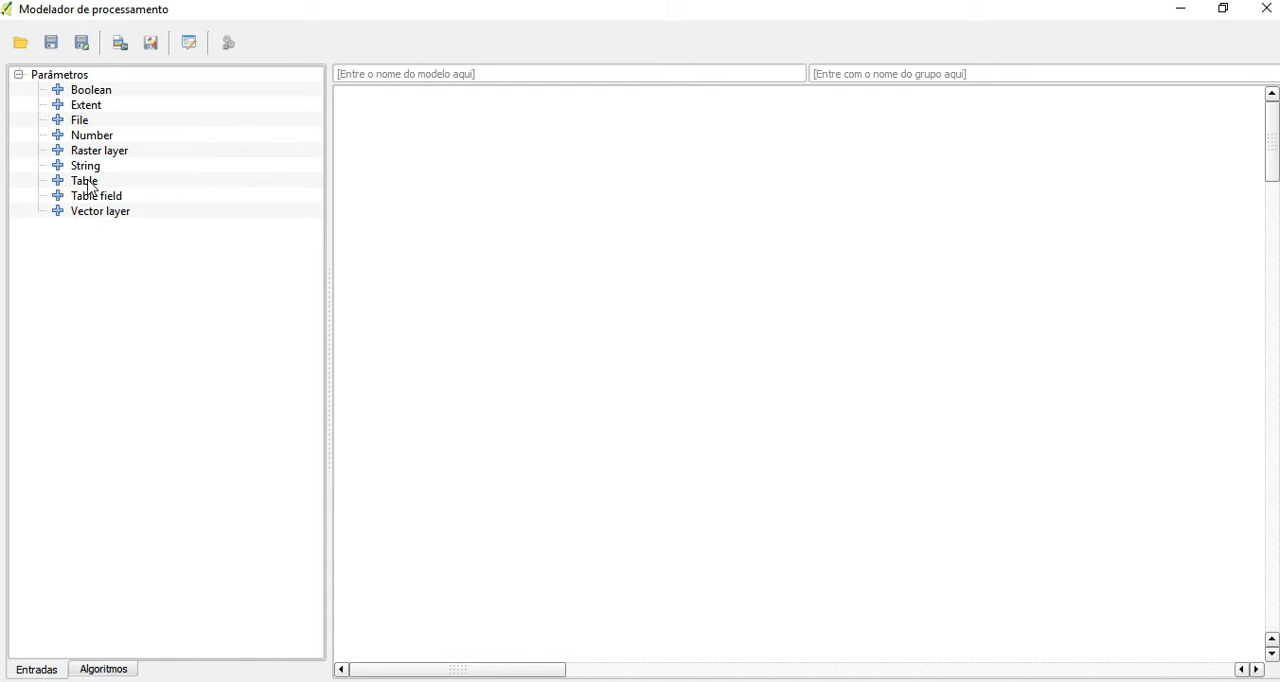 Modelador de processamento
Parâmetros
[Entre o nome do modelo aqui]
[Entre com o nome do grupo aqui]
Boolean
Extent
File
Number
Raster layer
String
Table
Table field
Vector layer
Entradas
Algoritmos